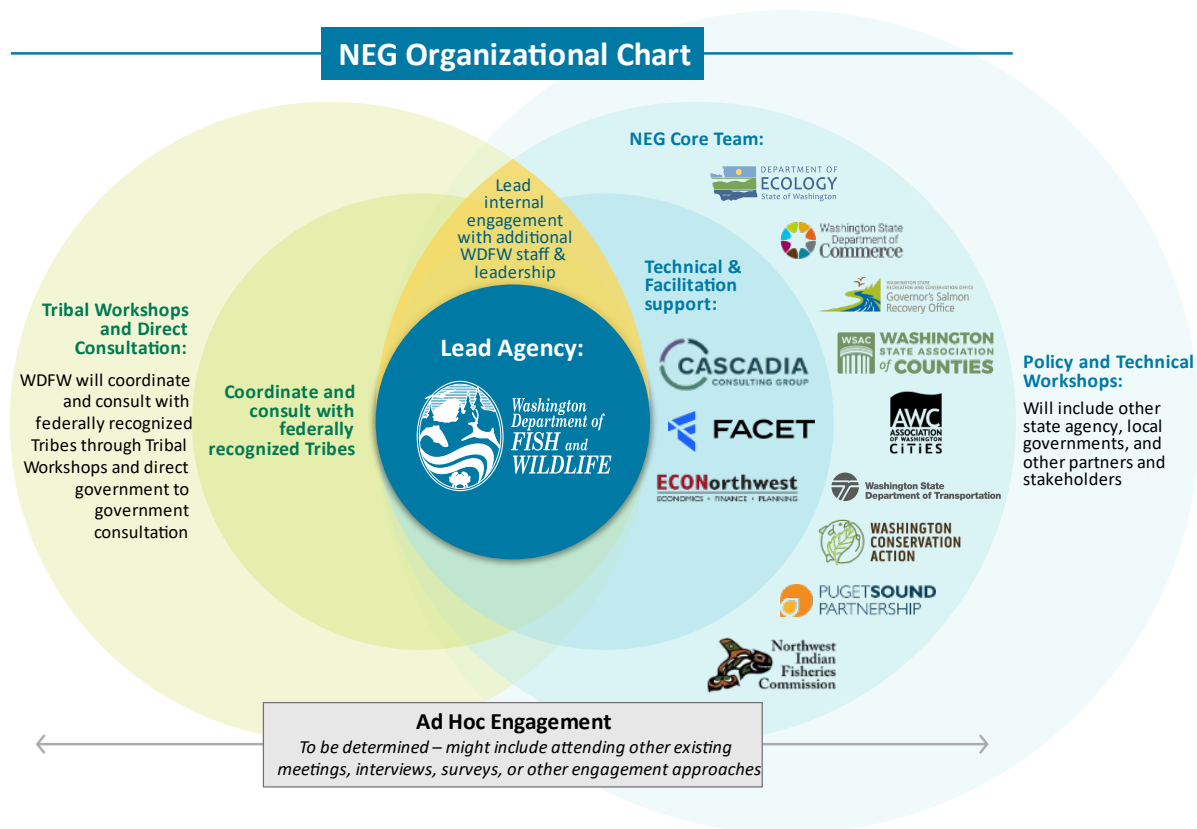 NEG Organizational Chart
NEG Core Team:
DEPARTMENT OF
ECOLOGY
State of Washington
Washington State
Department of
Commerce
WASHINGTON STATE
RECREATION AND CONSERVATION OFFICE
Governor's Salmon
Recovery Office
WSAC
WASHINGTON
STATE ASSOCIATION
of COUNTIES
AWC
ASSOCIATION
OF WASHINGTON
CITIES
Washington State
Department of Transportation
WASHINGTON
CONSERVATION
ACTION
PUGETSOUND
PARTNERSHIP
Northwest
Indian
Fisheries
Commission
Lead
internal
engagement
with additional
WDFW staff &
leadership
Technical &
Facilitation
support:
CASCADIA
CONSULTING GROUP
FACET
ECONorthwest
ECONOMICS • FINANCE • PLANNING
Lead Agency:
Washington
Department of
FISH and
WILDLIFE
Tribal Workshops
and Direct
Consultation:
WDFW will coordinate
and consult with
federally recognized
Tribes through Tribal
Workshops and direct
government to
government
consultation
Coordinate and
consult with
federally
recognized Tribes
Policy and Technical
Workshops:
Will include other
state agency, local
governments, and
other partners and
stakeholders
Ad Hoc Engagement
To be determined – might include attending other existing
meetings, interviews, surveys, or other engagement approaches